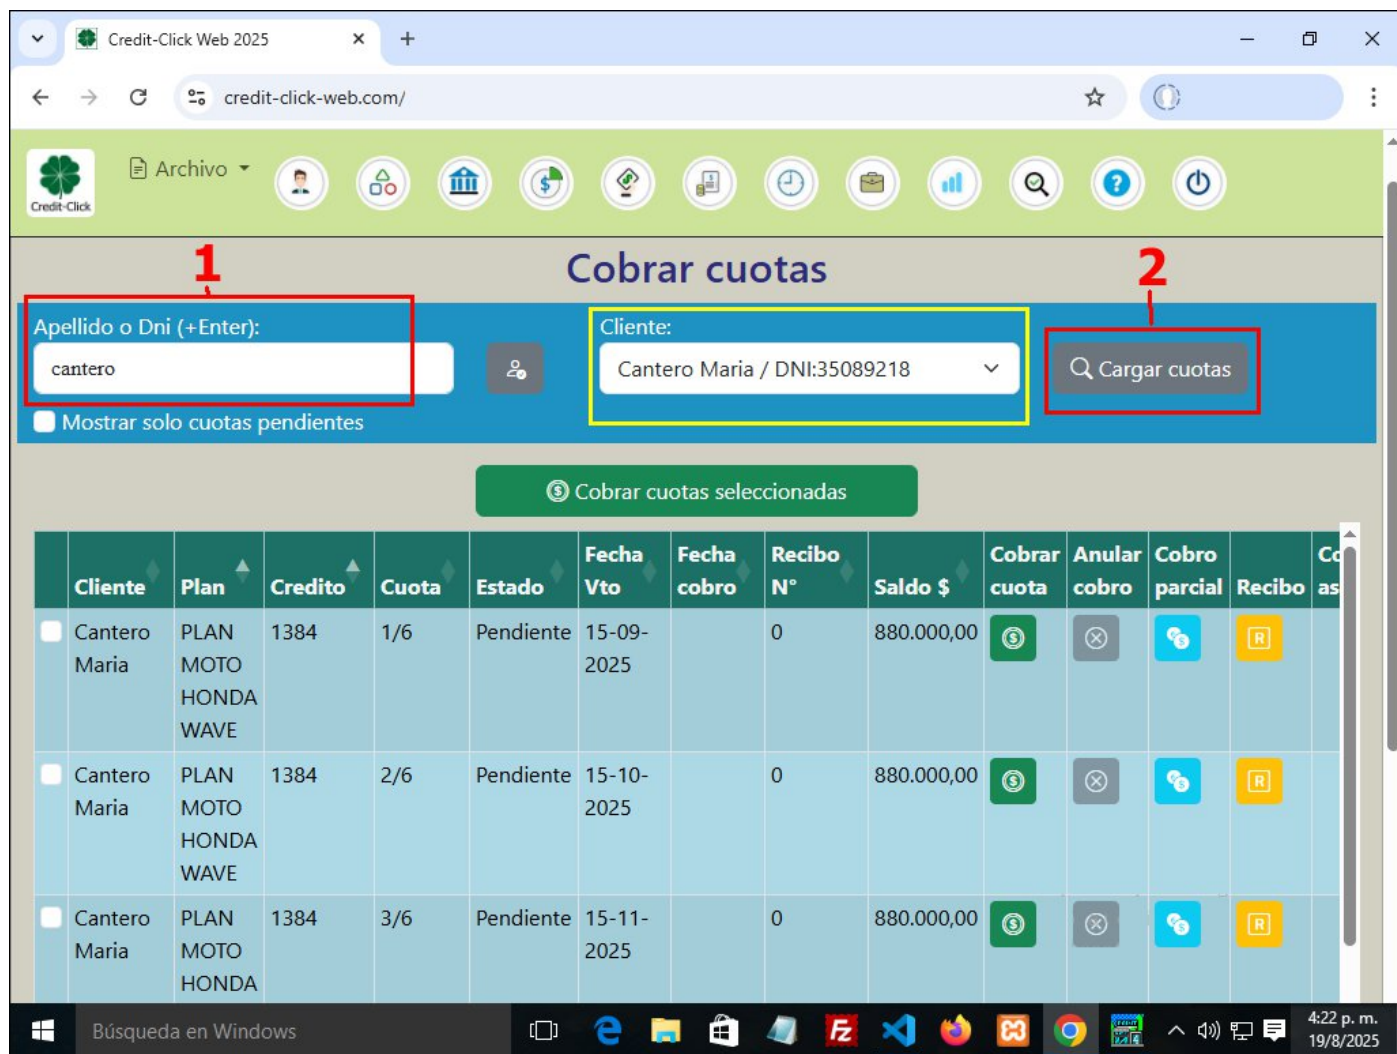 Credit-Click Web 2025
credit-click-web.com/
Credit-Click
Archivo
1
Cobrar cuotas
2
Apellido o Dni (+Enter):
Cliente:
cantero
Cantero Maria / DNI:35089218
Cargar cuotas
Mostrar solo cuotas pendientes
Cobrar cuotas seleccionadas
Cliente Plan Credito Cuota Estado Fecha Vto Fecha cobro Recibo N° Saldo $ Cobrar cuota Anular cobro Cobro parcial Recibo
Cantero Maria PLAN MOTO HONDA WAVE 1384 1/6 Pendiente 15-09-2025 0 880.000,00 R
Cantero Maria PLAN MOTO HONDA WAVE 1384 2/6 Pendiente 15-10-2025 0 880.000,00 R
Cantero Maria PLAN MOTO HONDA 1384 3/6 Pendiente 15-11-2025 0 880.000,00 R
Búsqueda en Windows
4:22 p. m.
19/8/2025